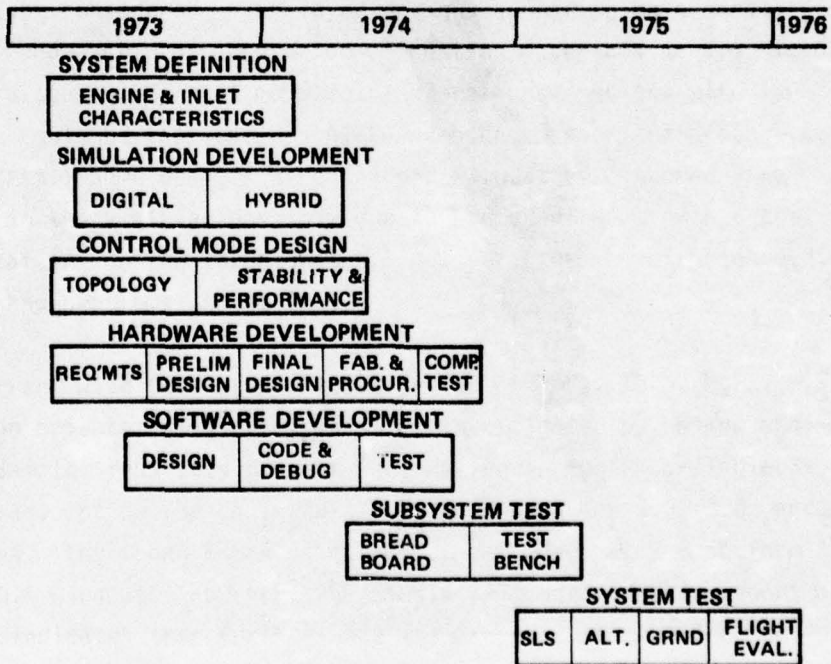 1973 1974 1975 1976
SYSTEM DEFINITION
ENGINE & INLET
CHARACTERISTICS
SIMULATION DEVELOPMENT
DIGITAL HYBRID
CONTROL MODE DESIGN
TOPOLOGY STABILITY &
PERFORMANCE
HARDWARE DEVELOPMENT
REQ'MTS PRELIM FINAL FAB. & COMP.
DESIGN DESIGN PROCUR. TEST
SOFTWARE DEVELOPMENT
DESIGN CODE & TEST
DEBUG
SUBSYSTEM TEST
BREAD TEST
BOARD BENCH
SYSTEM TEST
SLS ALT. GRND FLIGHT
EVAL.